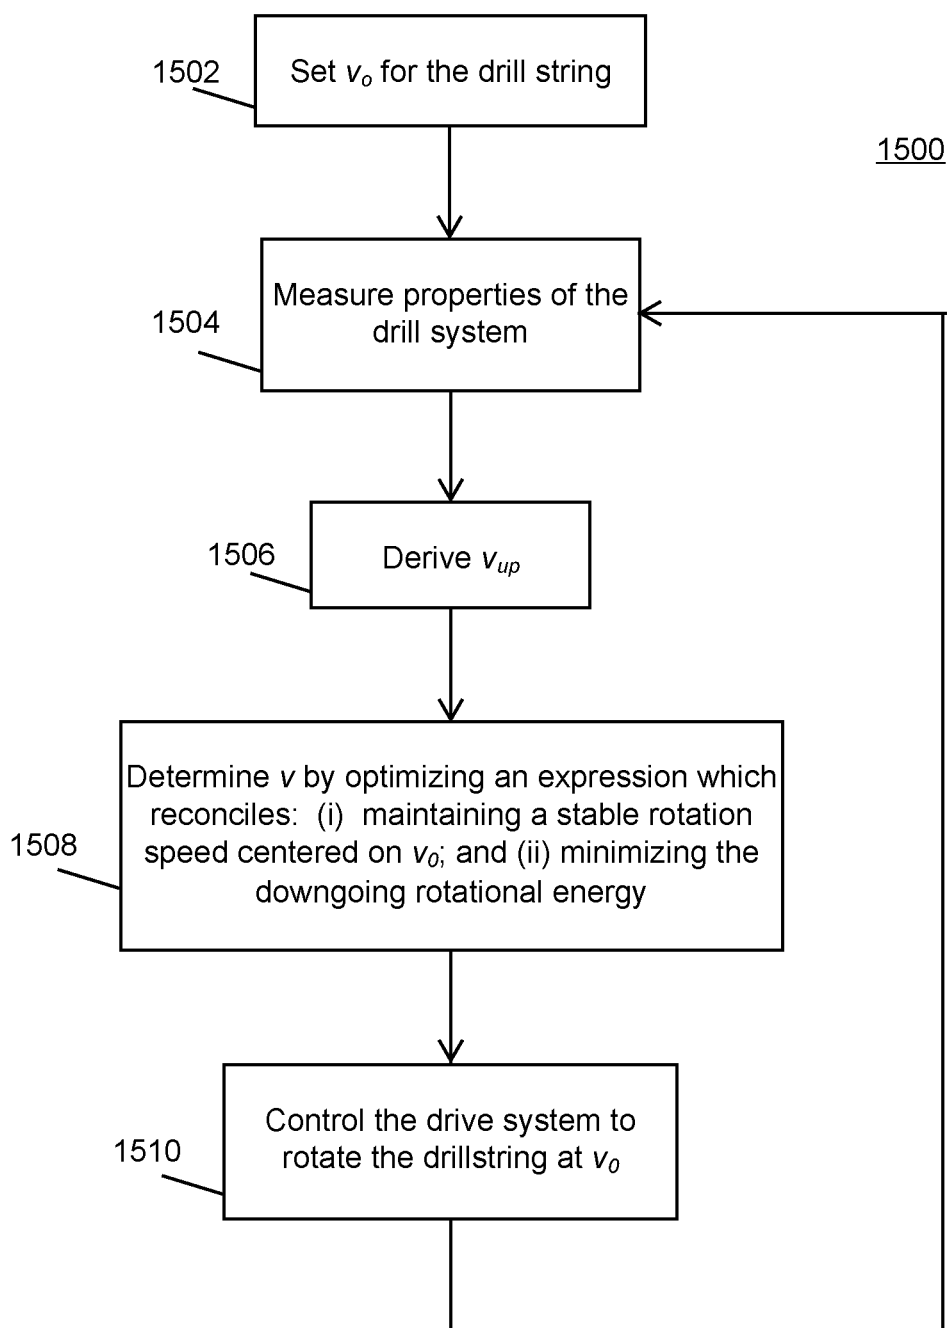 1502
Set vo for the drill string
1500
1504
Measure properties of the
drill system
1506
Derive vup
1508
Determine v by optimizing an expression which
reconciles: (i) maintaining a stable rotation
speed centered on v0; and (ii) minimizing the
downgoing rotational energy
1510
Control the drive system to
rotate the drillstring at v0